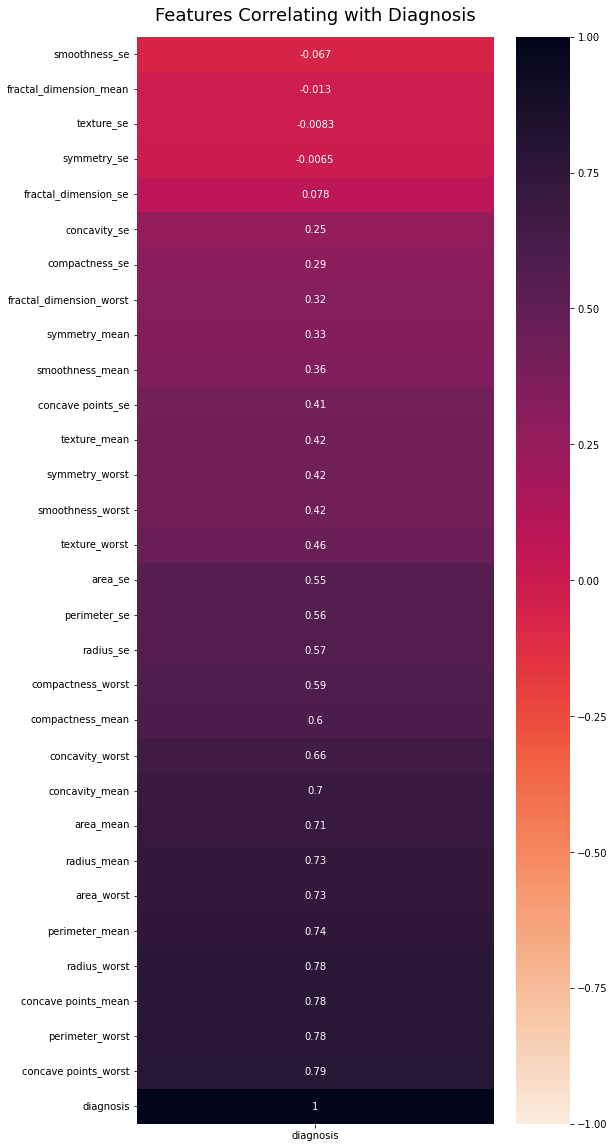 Features Correlating with Diagnosis
smoothness_se -0.067
fractal_dimension_mean -0.013
texture_se -0.0083
symmetry_se -0.0065
fractal_dimension_se 0.078
concavity_se 0.25
compactness_se 0.29
fractal_dimension_worst 0.32
symmetry_mean 0.33
smoothness_mean 0.36
concave points_se 0.41
texture_mean 0.42
symmetry_worst 0.42
smoothness_worst 0.42
texture_worst 0.46
area_se 0.55
perimeter_se 0.56
radius_se 0.57
compactness_worst 0.59
compactness_mean 0.6
concavity_worst 0.66
concavity_mean 0.7
area_mean 0.71
radius_mean 0.73
area_worst 0.73
perimeter_mean 0.74
radius_worst 0.78
concave points_mean 0.78
perimeter_worst 0.78
concave points_worst 0.79
diagnosis 1
diagnosis
1.00
0.75
0.50
0.25
0.00
−0.25
−0.50
−0.75
−1.00